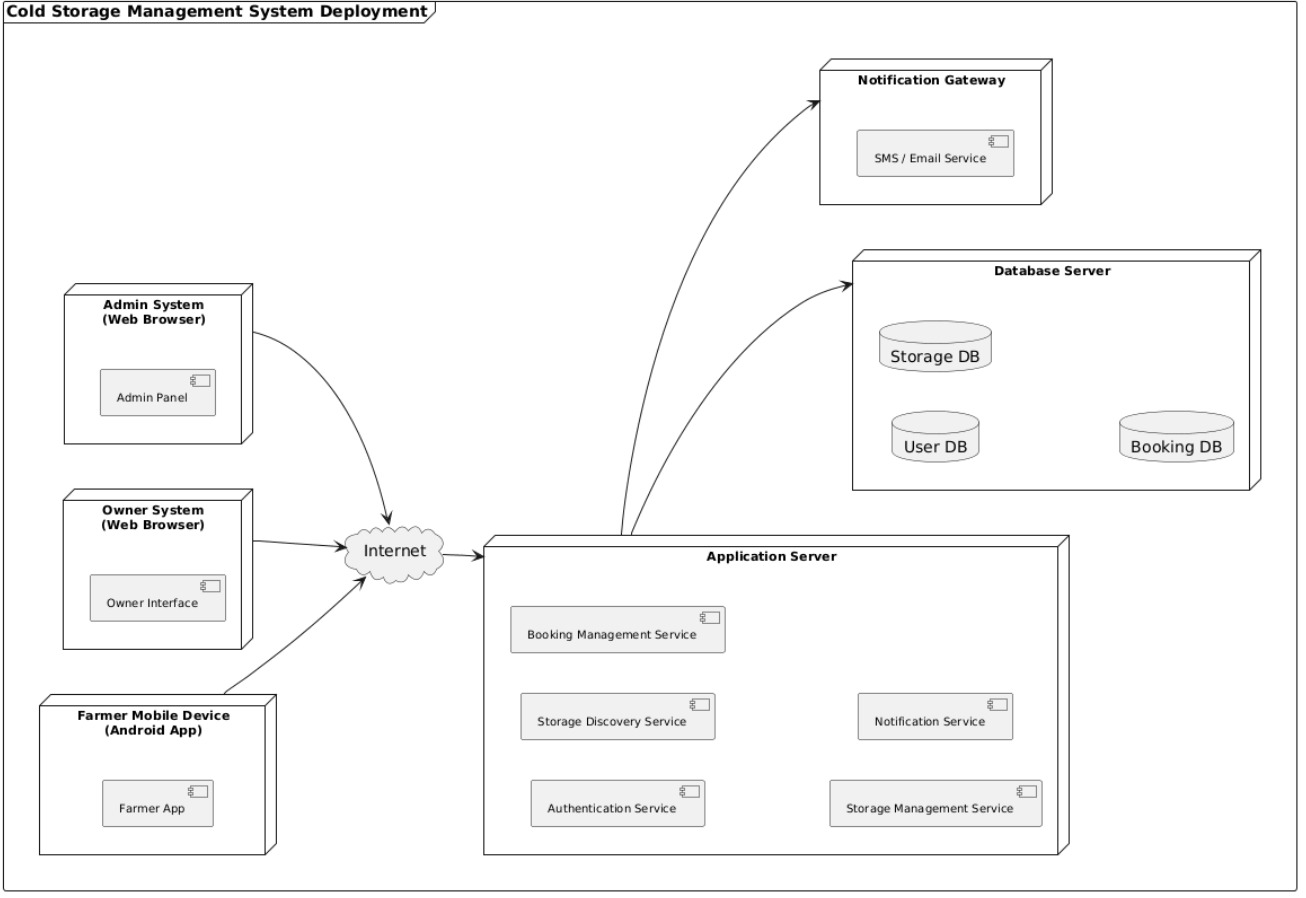 Cold Storage Management System Deployment
Notification Gateway
SMS / Email Service
Database Server
Storage DB
User DB
Booking DB
Admin System
(Web Browser)
Admin Panel
Owner System
(Web Browser)
Owner Interface
Internet
Farmer Mobile Device
(Android App)
Farmer App
Application Server
Booking Management Service
Storage Discovery Service
Notification Service
Authentication Service
Storage Management Service